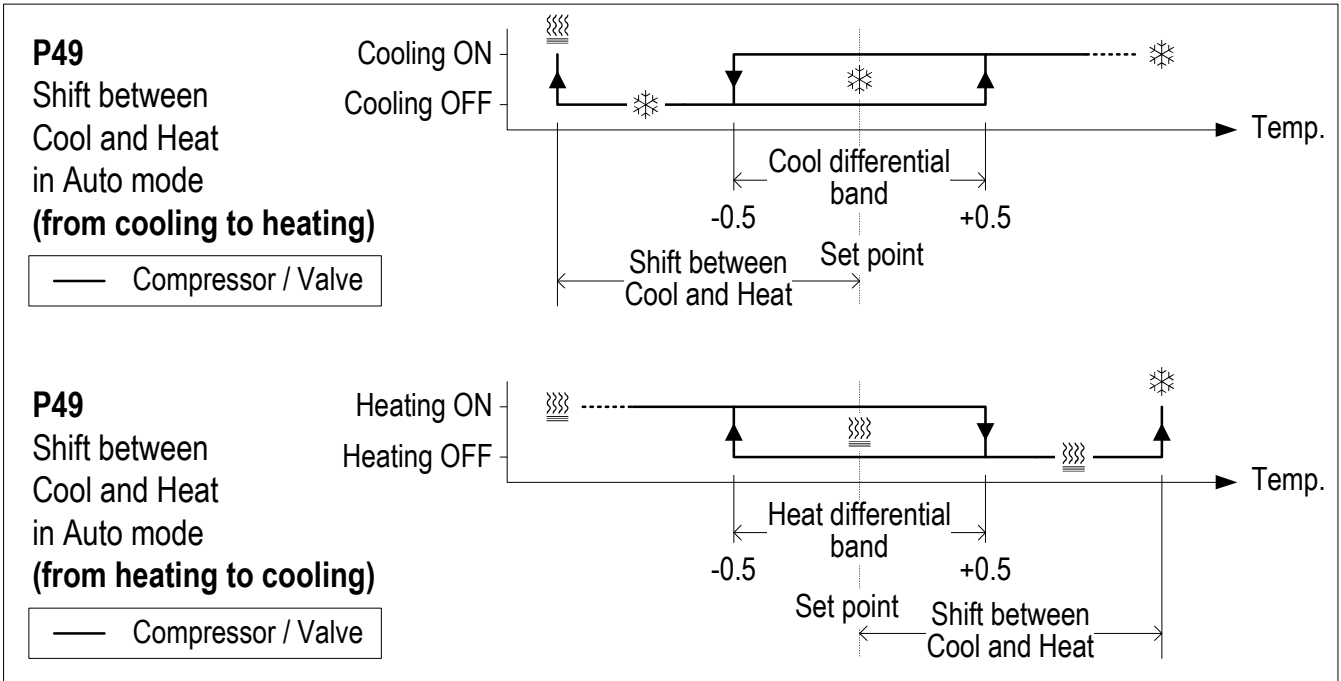 P49
Shift between
Cool and Heat
in Auto mode
(from cooling to heating)
Compressor / Valve
Cooling ON
Cooling OFF
Temp.
Cool differential
band
-0.5
+0.5
Set point
Shift between
Cool and Heat
P49
Shift between
Cool and Heat
in Auto mode
(from heating to cooling)
Compressor / Valve
Heating ON
Heating OFF
Temp.
Heat differential
band
-0.5
+0.5
Set point
Shift between
Cool and Heat